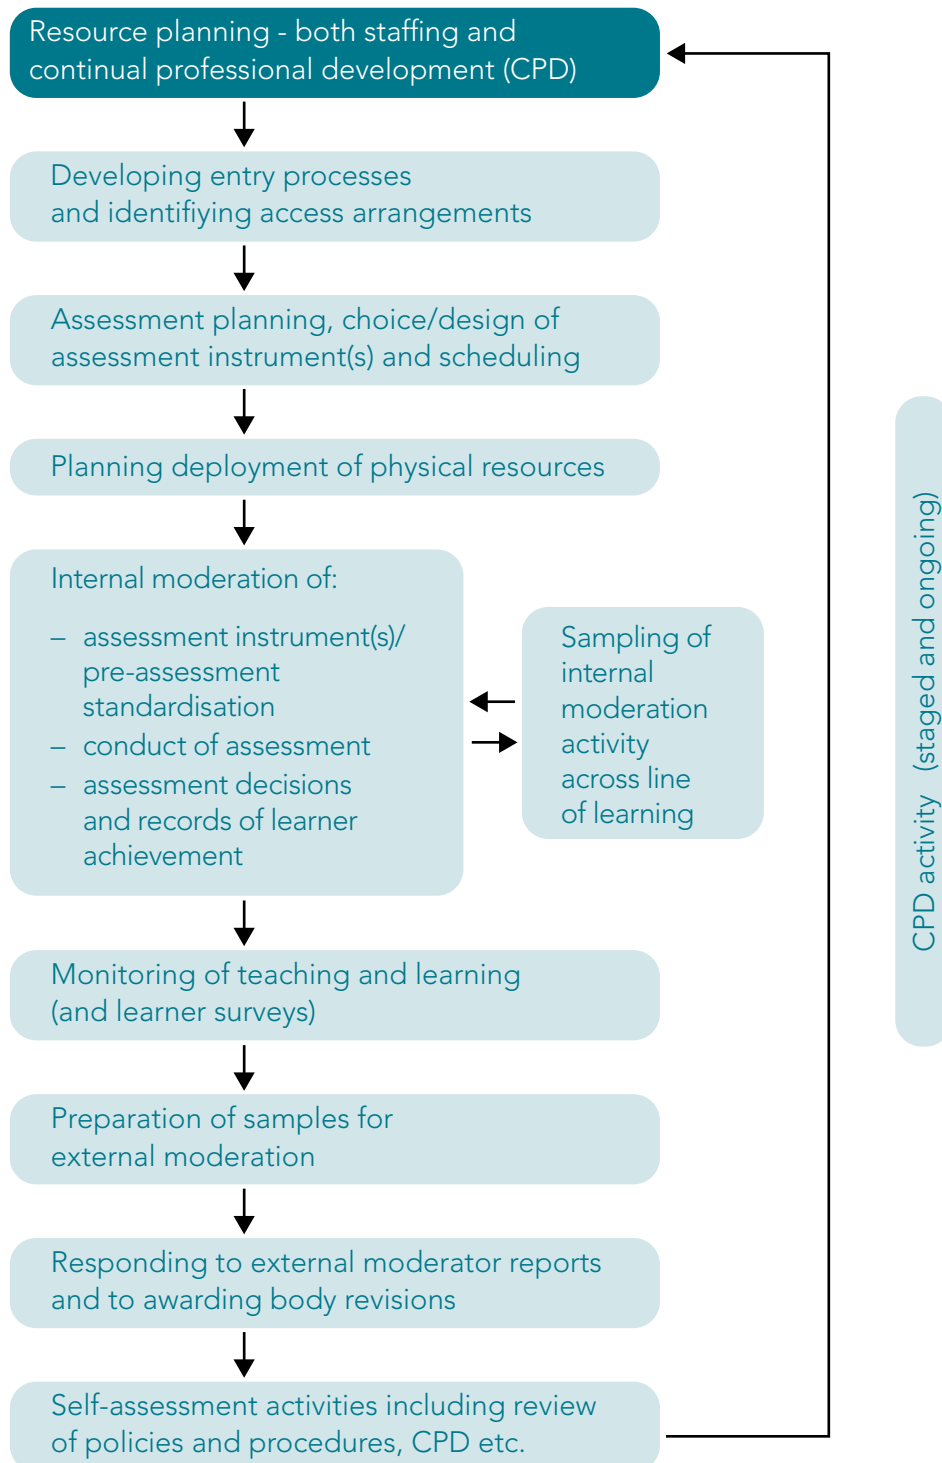 Resource planning - both staffing and
continual professional development (CPD)
Developing entry processes
and identifiying access arrangements
Assessment planning, choice/design of
assessment instrument(s) and scheduling
Planning deployment of physical resources
Internal moderation of:
– assessment instrument(s)/
pre-assessment
standardisation
– conduct of assessment
– assessment decisions
and records of learner
achievement
Sampling of
internal
moderation
activity
across line
of learning
Monitoring of teaching and learning
(and learner surveys)
Preparation of samples for
external moderation
Responding to external moderator reports
and to awarding body revisions
Self-assessment activities including review
of policies and procedures, CPD etc.
CPD activity (staged and ongoing)